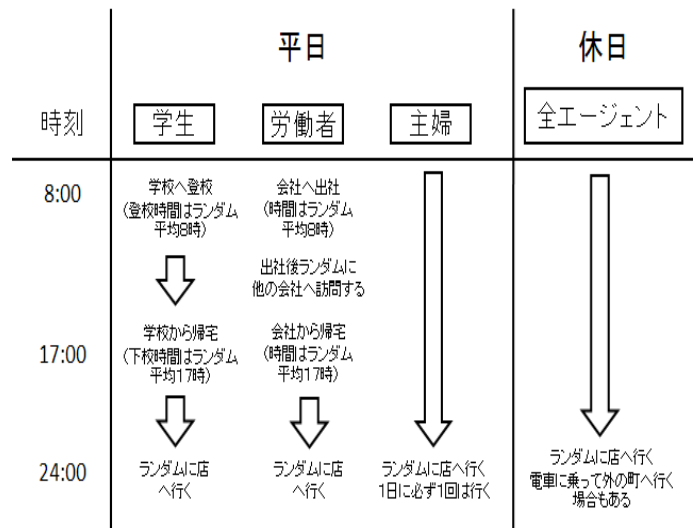 平日
休日
時刻
学生
労働者
主婦
全エージェント
8:00
学校へ登校
(登校時間はランダム
平均8時)
会社へ出社
(時間はランダム
平均8時)
出社後ランダムに
他の会社へ訪問する
17:00
学校から帰宅
(下校時間はランダム
平均17時)
会社から帰宅
(時間はランダム
平均17時)
24:00
ランダムに店
へ行く
ランダムに店
へ行く
ランダムに店へ行く
1日に必ず1回は行く
ランダムに店へ行く
電車に乗って外の町へ行く
場合もある